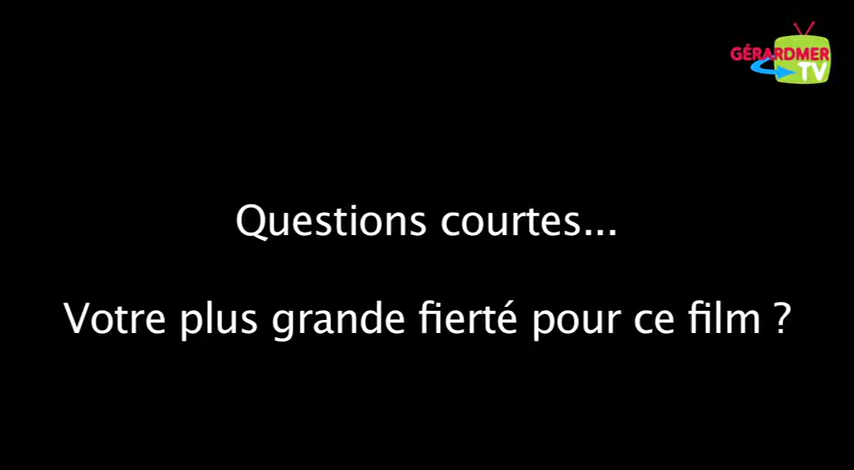 GÉRARDMER
TV
Questions courtes...
Votre plus grande fierté pour ce film ?